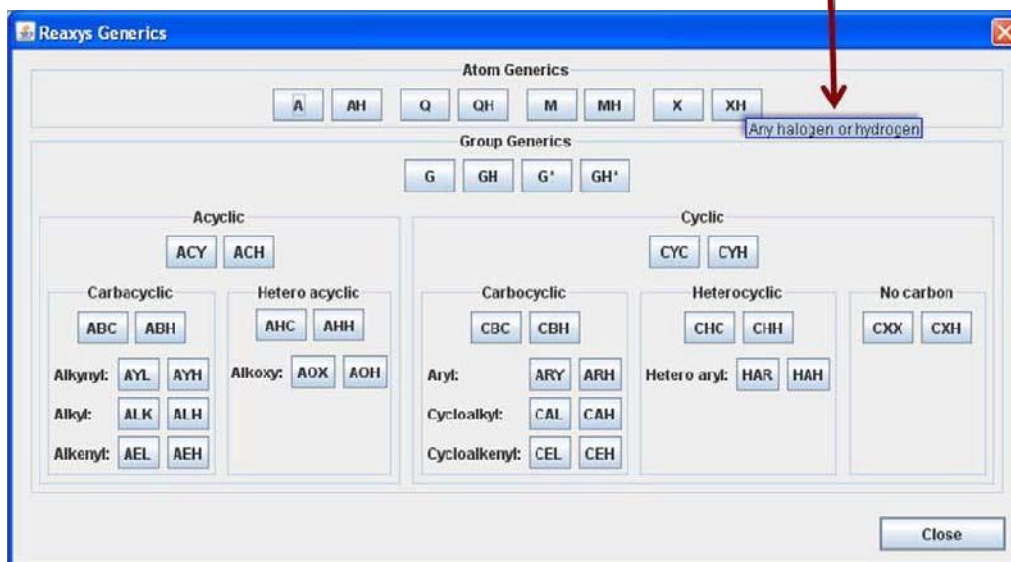 Reaxys Generics
Atom Generics
A AH Q QH M MH X XH
Any halogen or hydrogen
Group Generics
G GH G* GH*
Acyclic
ACY ACH
Carbacyclic
ABC ABH
Alkynyl: AYL AYH
Alkyl: ALK ALH
Alkenyl: AEL AEH
Hetero acyclic
AHC AHH
Alkoxy: AOX AOH
Cyclic
CYC CYH
Carbocyclic
CBC CBH
Aryl: ARY ARH
Cycloalkyl: CAL CAH
Cycloalkenyl: CEL CEH
Heterocyclic
CHC CHH
Hetero aryl: HAR HAH
No carbon
CXX CXH
Close